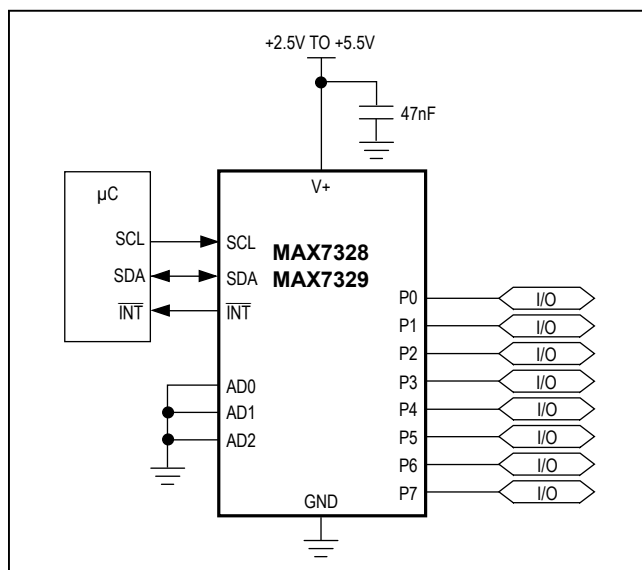 +2.5V TO +5.5V
47nF
µC
V+
SCL
SCL
MAX7328
SDA
SDA
MAX7329
INT
INT
P0
I/O
P1
I/O
P2
I/O
P3
I/O
AD0
P4
I/O
AD1
P5
I/O
AD2
P6
I/O
P7
I/O
GND